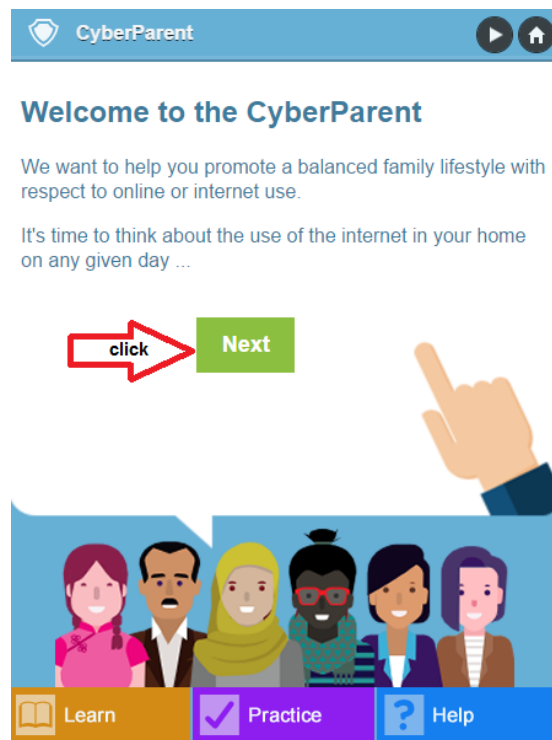 CyberParent
Welcome to the CyberParent
We want to help you promote a balanced family lifestyle with
respect to online or internet use.
It's time to think about the use of the internet in your home
on any given day ...
click
Next
Learn
Practice
?
Help